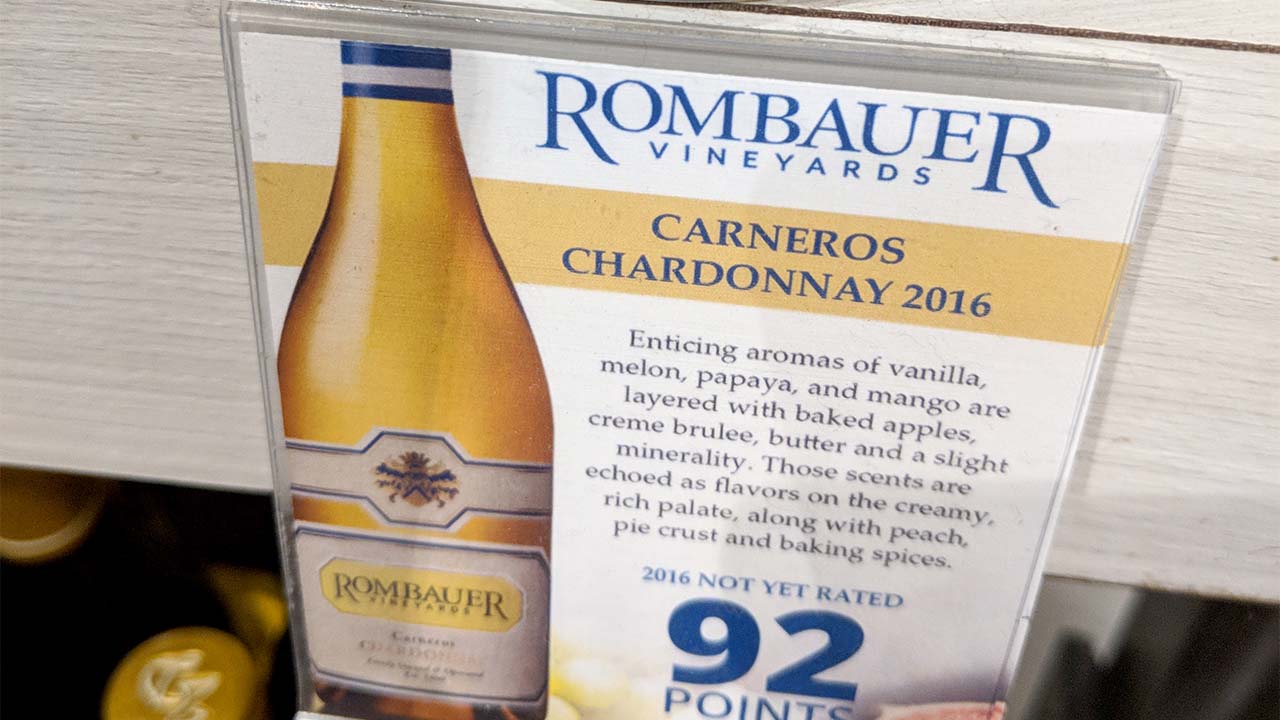 ROMBAUER
VINEYARDS
CARNEROS
CHARDONNAY 2016
Enticing aromas of vanilla,
melon, papaya, and mango are
layered with baked apples,
creme brulee, butter and a slight
minerality. Those scents are
echoed as flavors on the creamy,
rich palate, along with peach,
pie crust and baking spices.
2016 NOT YET RATED
92
POINTS
ROMBAUER
VINEYARDS
CARNEROS
CHARDONNAY